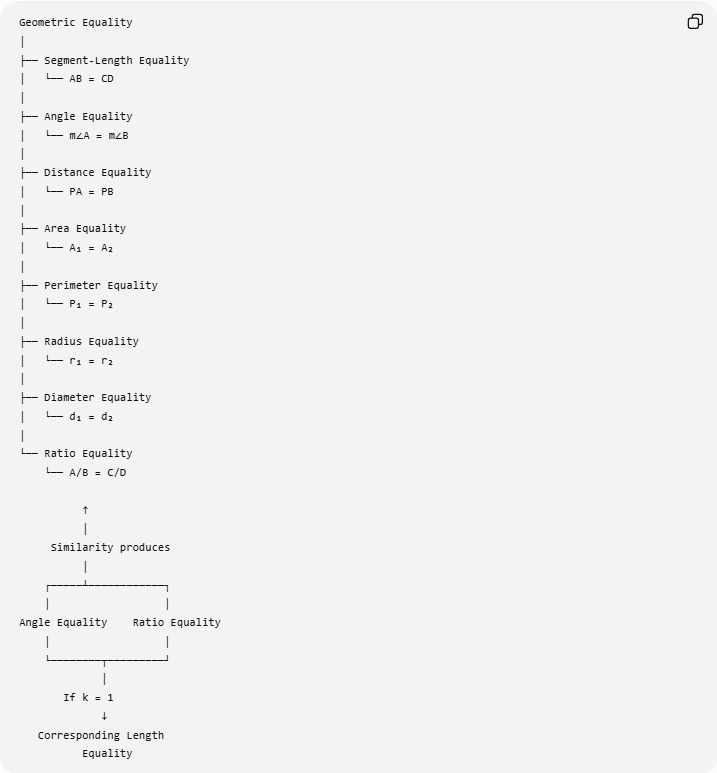 Geometric Equality
│
├── Segment-Length Equality
│   └── AB = CD
│
├── Angle Equality
│   └── m∠A = m∠B
│
├── Distance Equality
│   └── PA = PB
│
├── Area Equality
│   └── A₁ = A₂
│
├── Perimeter Equality
│   └── P₁ = P₂
│
├── Radius Equality
│   └── r₁ = r₂
│
├── Diameter Equality
│   └── d₁ = d₂
│
└── Ratio Equality
    └── A/B = C/D

          ↑
          │
     Similarity produces
          │
    ┌─────┴────────────┐
    │                  │
Angle Equality    Ratio Equality
    │                  │
    └────────┬─────────┘
             │
       If k = 1
             ↓
   Corresponding Length
          Equality